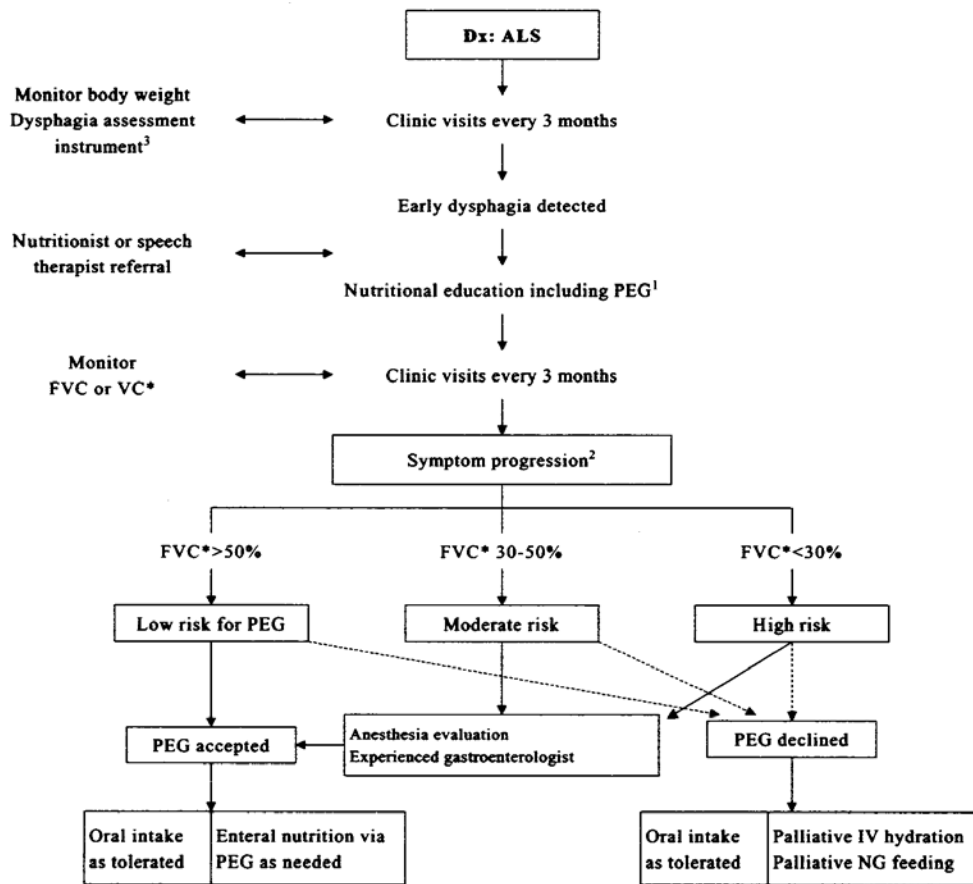 Dx: ALS
Monitor body weight
Dysphagia assessment
instrument³
Clinic visits every 3 months
Early dysphagia detected
Nutritionist or speech
therapist referral
Nutritional education including PEG¹
Monitor
FVC or VC*
Clinic visits every 3 months
Symptom progression²
FVC*>50%
FVC* 30-50%
FVC*<30%
Low risk for PEG
Moderate risk
High risk
PEG accepted
Anesthesia evaluation
Experienced gastroenterologist
PEG declined
Oral intake
as tolerated
Enteral nutrition via
PEG as needed
Oral intake
as tolerated
Palliative IV hydration
Palliative NG feeding